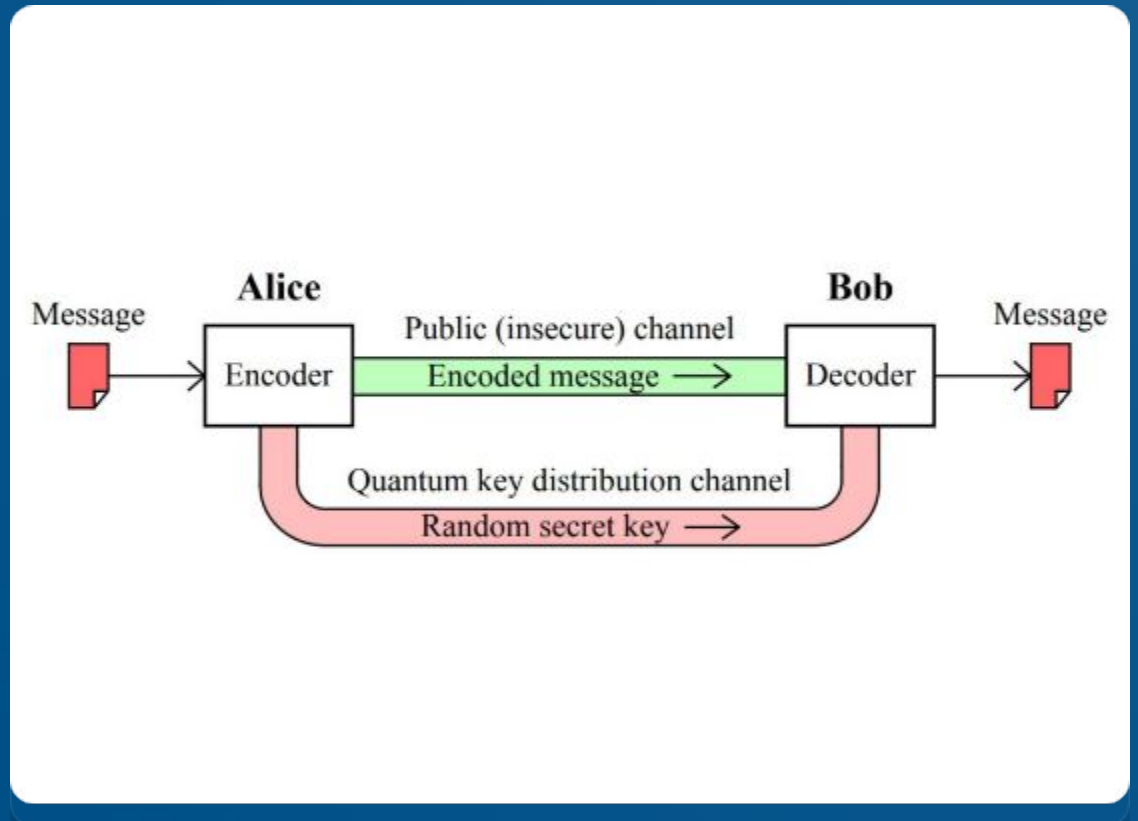 Alice
Bob
Message
Public (insecure) channel
Message
Encoder
Encoded message
Decoder
Quantum key distribution channel
Random secret key